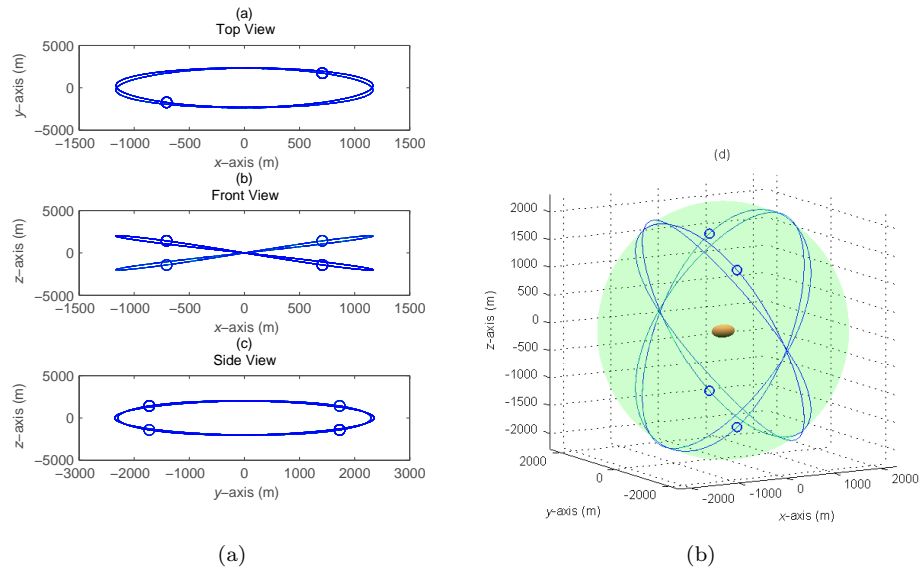 (a)
Top View
5000
0
−5000
y–axis (m)
−1500 −1000 −500 0 500 1000 1500
x–axis (m)
(b)
Front View
5000
0
−5000
z–axis (m)
−1500 −1000 −500 0 500 1000 1500
x–axis (m)
(c)
Side View
5000
0
−5000
z–axis (m)
−3000 −2000 −1000 0 1000 2000 3000
y–axis (m)
(a)
(d)
2000
1500
1000
500
0
-500
-1000
-1500
-2000
z-axis (m)
2000 0 -2000
y-axis (m)
-2000 -1000 0 1000 2000
x-axis (m)
(b)